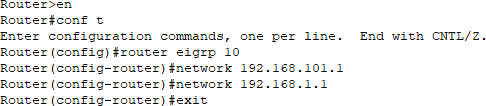 Router>en
Router#conf t
Enter configuration commands, one per line.  End with CNTL/Z.
Router(config)#router eigrp 10
Router(config-router)#network 192.168.101.1
Router(config-router)#network 192.168.1.1
Router(config-router)#exit